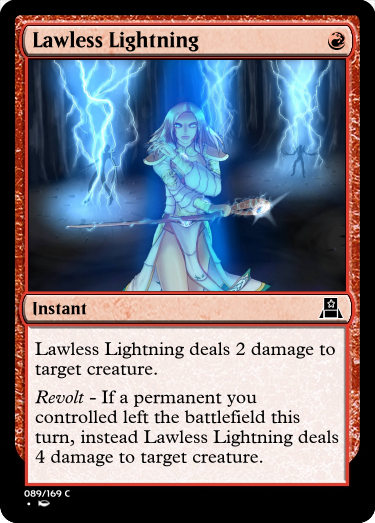 Lawless Lightning
Instant
Lawless Lightning deals 2 damage to
target creature.
Revolt - If a permanent you
controlled left the battlefield this
turn, instead Lawless Lightning deals
4 damage to target creature.
089/169 C